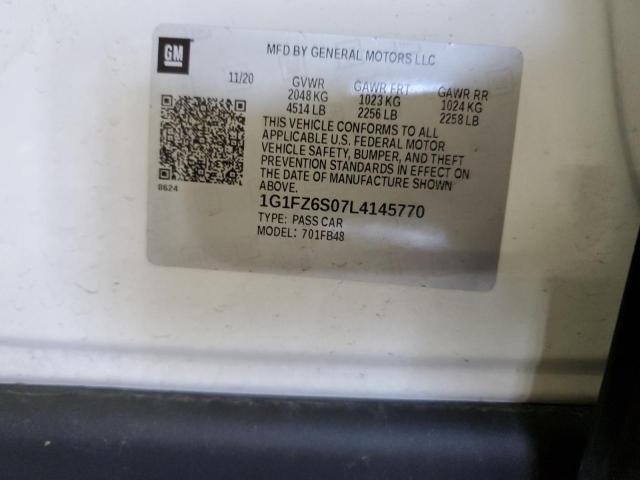 GM
MFD BY GENERAL MOTORS LLC
11/20 GVWR GAWR FRT GAWR RR
2048 KG 1023 KG 1024 KG
4514 LB 2256 LB 2258 LB
THIS VEHICLE CONFORMS TO ALL
APPLICABLE U.S. FEDERAL MOTOR
VEHICLE SAFETY, BUMPER, AND THEFT
PREVENTION STANDARDS IN EFFECT ON
THE DATE OF MANUFACTURE SHOWN
ABOVE.
8624
1G1FZ6S07L4145770
TYPE: PASS CAR
MODEL: 701FB48